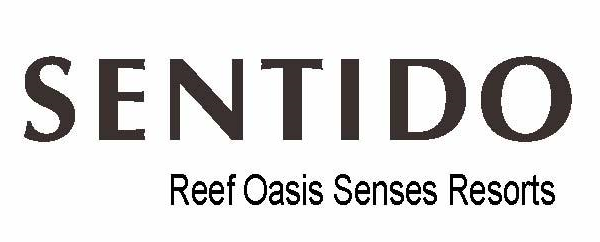 SENTIDO
Reef Oasis Senses Resorts